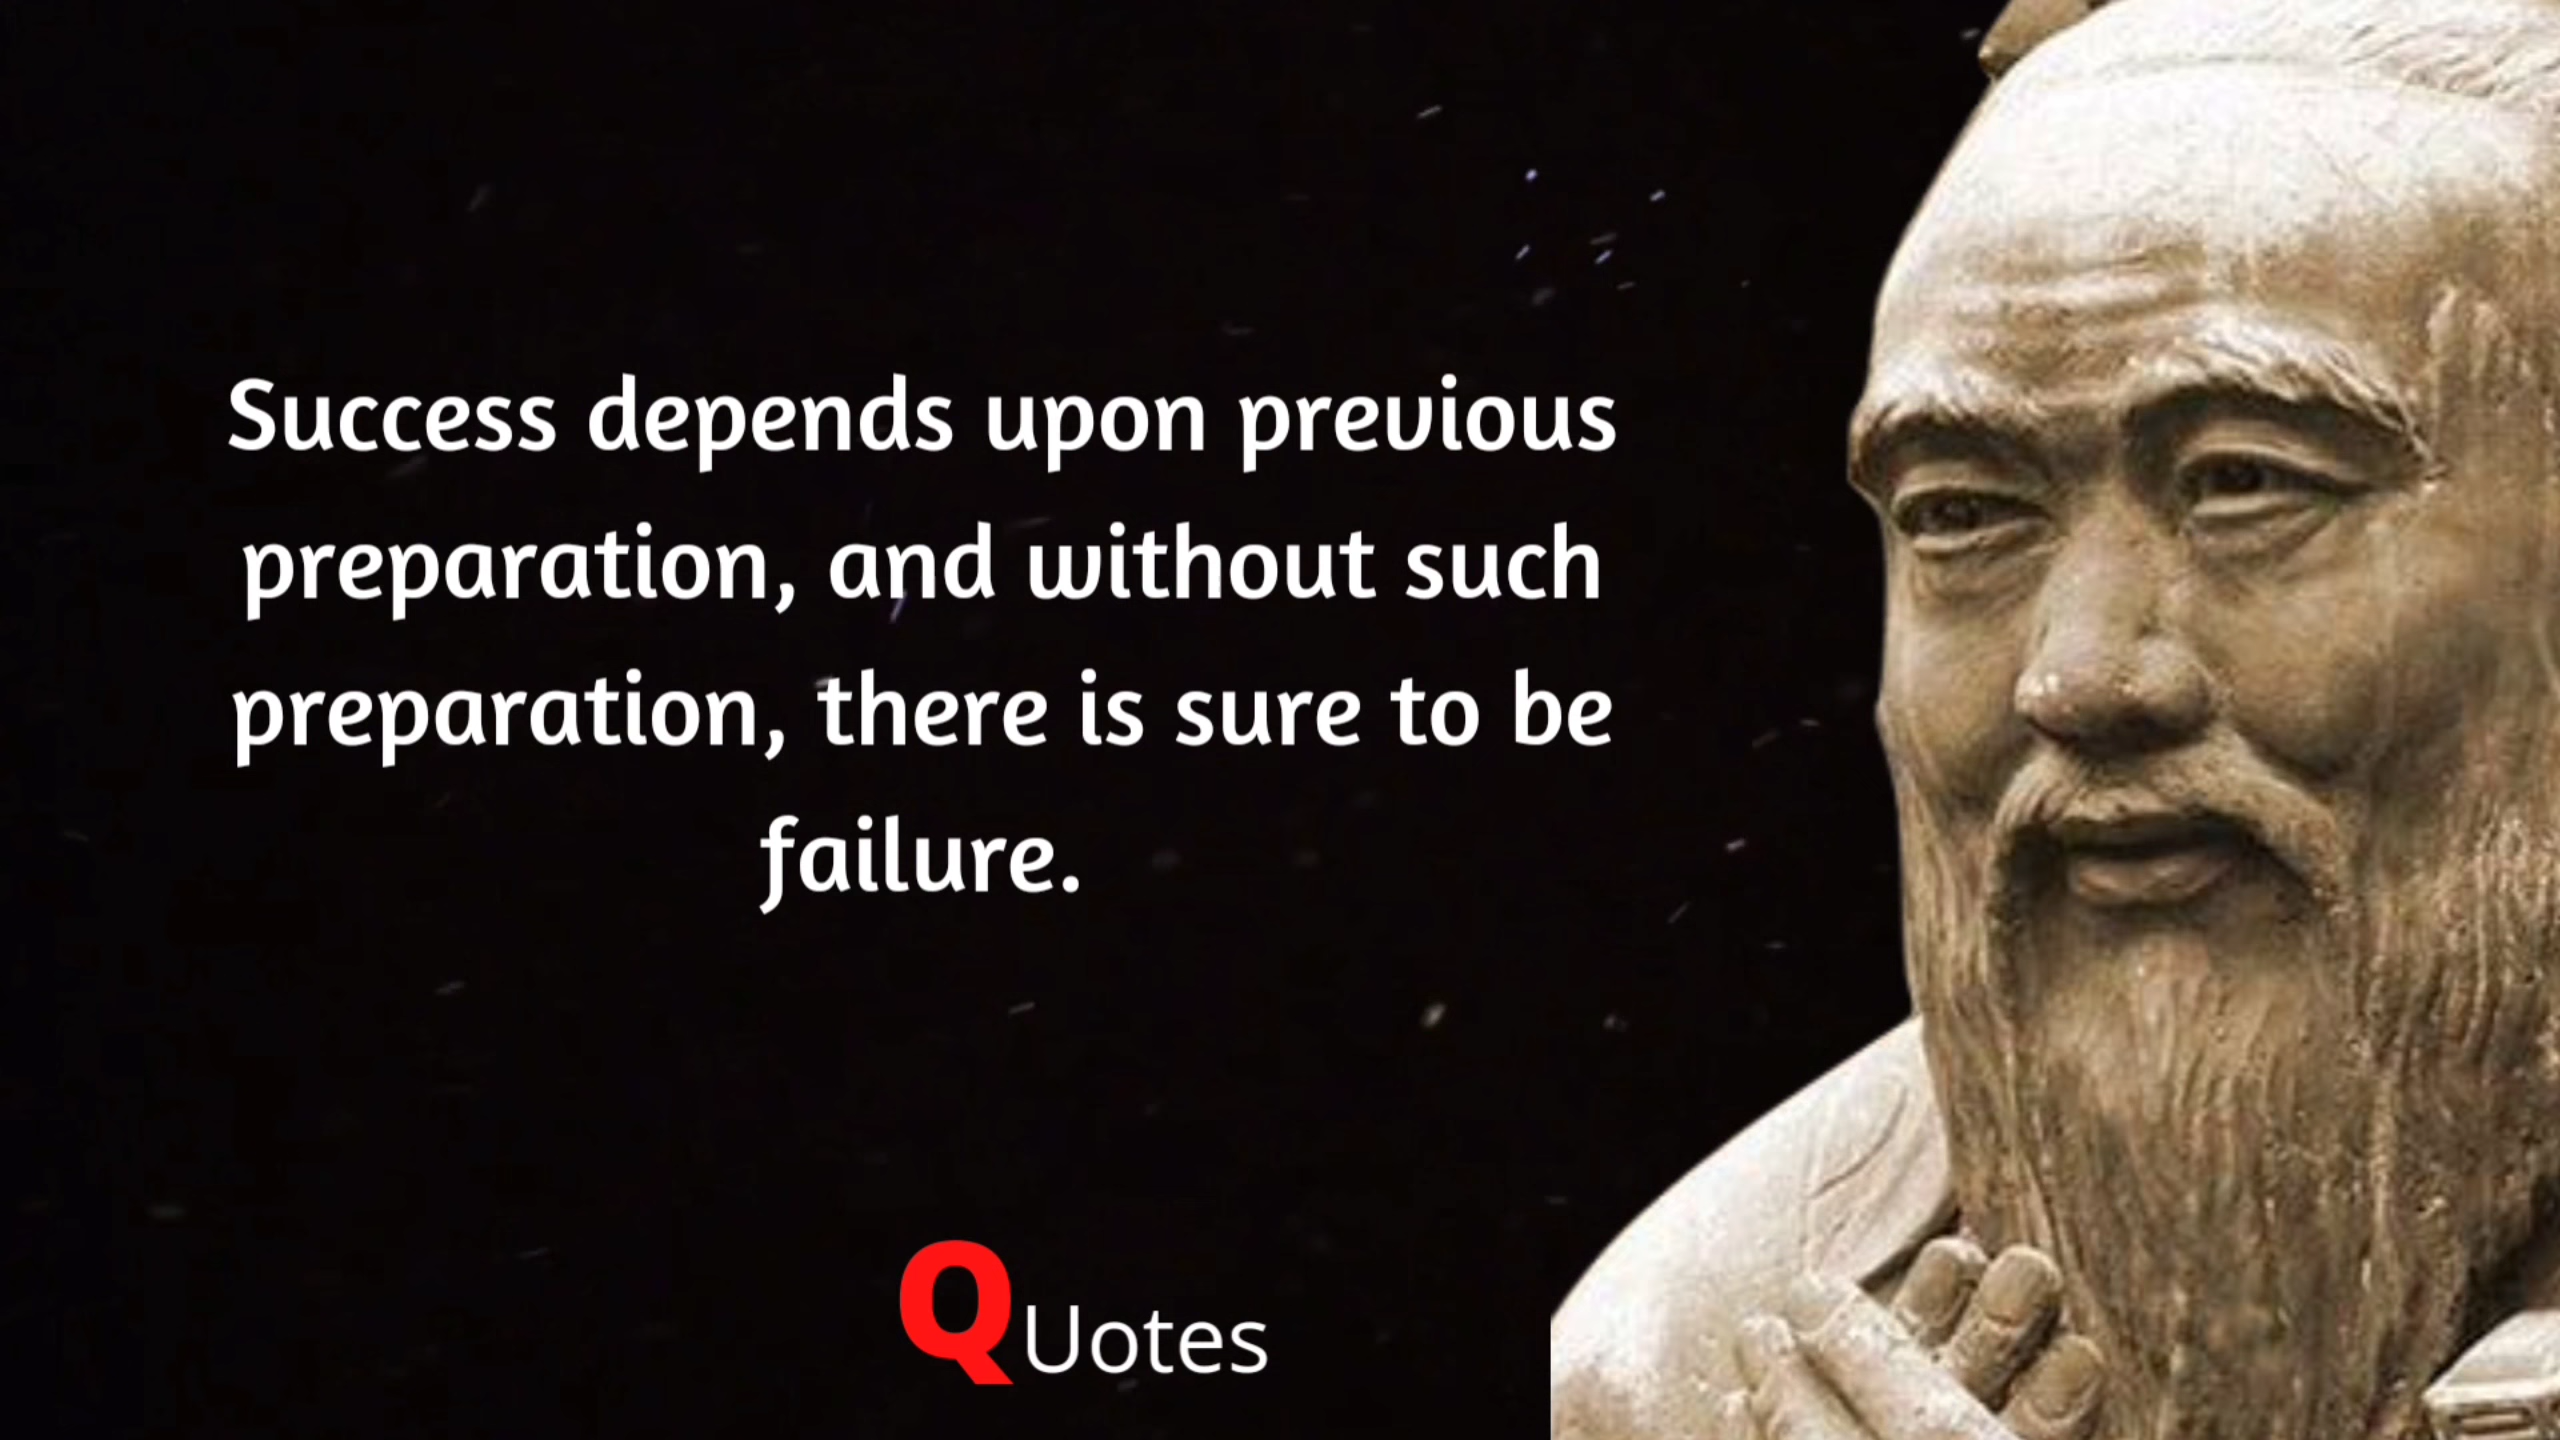 Success depends upon previous
preparation, and without such
preparation, there is sure to be
failure.
QUotes